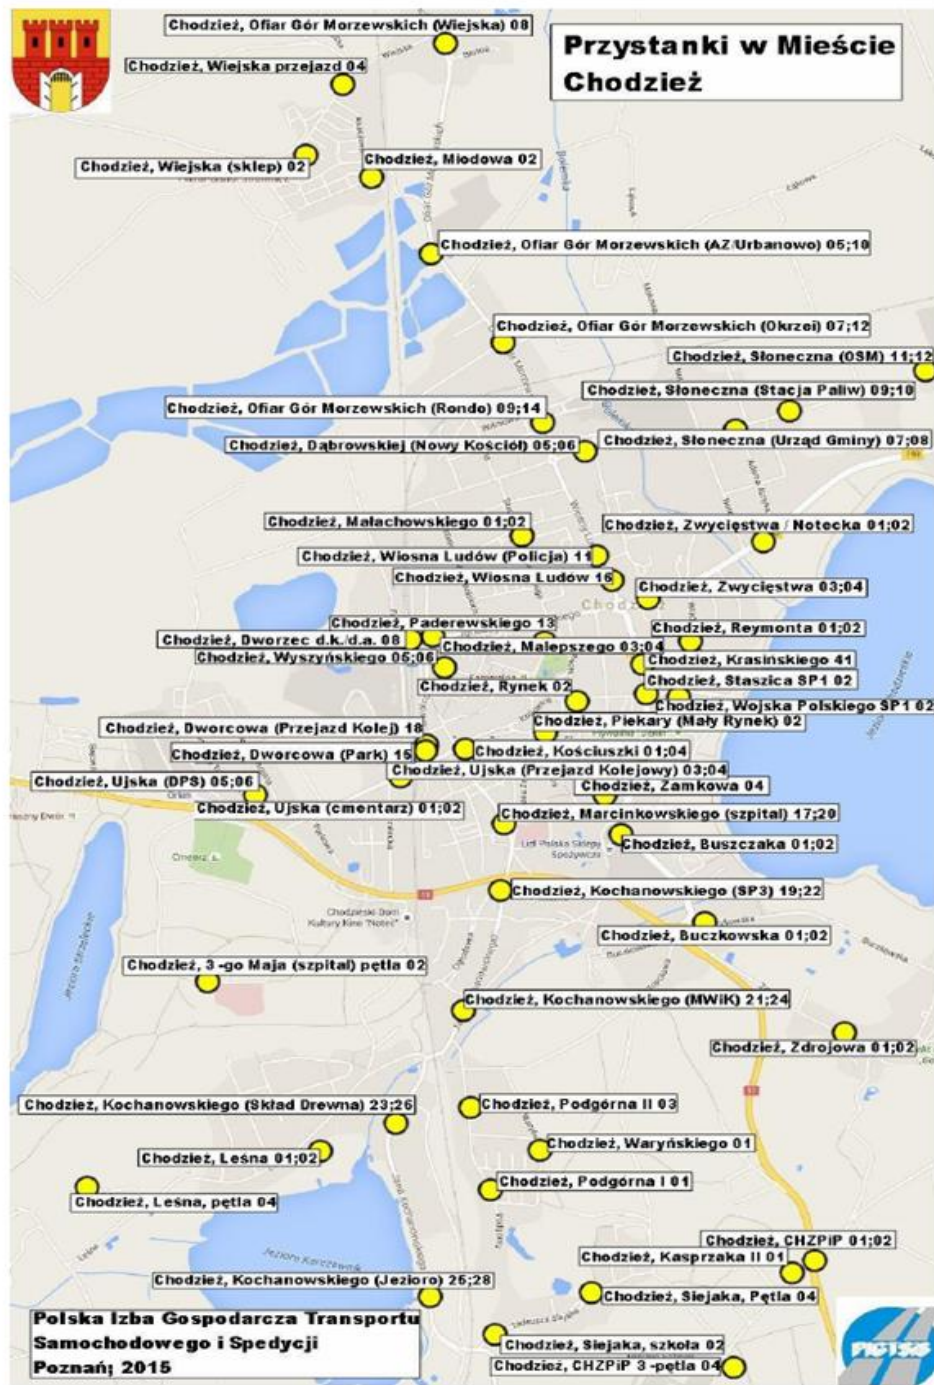 Chodzież, Ofiar Gór Morzewskich (Wiejska) 08
Przystanki w Mieście
Chodzież
Chodzież, Wiejska przejazd 04
Chodzież, Miodowa 02
Chodzież, Wiejska (sklep) 02
Chodzież, Ofiar Gór Morzewskich (AZ/Urbanowo) 05;10
Chodzież, Ofiar Gór Morzewskich (Okrzei) 07;12
Chodzież, Słoneczna (OSM) 11;12
Chodzież, Słoneczna (Stacja Paliw) 09;10
Chodzież, Ofiar Gór Morzewskich (Rondo) 09;14
Chodzież, Dąbrowskiej (Nowy Kościół) 05;06
Chodzież, Słoneczna (Urząd Gminy) 07;08
Chodzież, Małachowskiego 01;02
Chodzież, Zwycięstwa / Notecka 01;02
Chodzież, Wiosna Ludów (Policja) 11
Chodzież, Wiosna Ludów 16
Chodzież, Zwycięstwa 03;04
Chodzież
Chodzież, Paderewskiego 13
Chodzież, Reymonta 01;02
Chodzież, Dworzec d.k./d.a. 08
Chodzież, Malepszego 03;04
Chodzież, Wyszyńskiego 05;06
Chodzież, Krasińskiego 41
Chodzież, Staszica SP1 02
Chodzież, Rynek 02
Chodzież, Wojska Polskiego SP1 02
Chodzież, Piekary (Mały Rynek) 02
Chodzież, Dworcowa (Przejazd Kolej) 18
Chodzież, Dworcowa (Park) 15
Chodzież, Kościuszki 01;04
Chodzież, Ujska (Przejazd Kolejowy) 03;04
Chodzież, Ujska (DPS) 05;06
Chodzież, Zamkowa 04
Chodzież, Ujska (cmentarz) 01;02
Chodzież, Marcinkowskiego (szpital) 17;20
Lidl Polska Sklepy
Spożywcze
Chodzież, Buszczaka 01;02
Chodzież, Kochanowskiego (SP3) 19;22
Chodzieski Dom
Kultury Kino "Noteć"
Chodzież, Buczkowska 01;02
Buczkowska
Chodzież, 3 -go Maja (szpital) pętla 02
Chodzież, Kochanowskiego (MWiK) 21;24
Chodzież, Zdrojowa 01;02
Chodzież, Kochanowskiego (Skład Drewna) 23;26
Chodzież, Podgórna II 03
Chodzież, Waryńskiego 01
Chodzież, Leśna 01;02
Chodzież, Podgórna I 01
Chodzież, Leśna, pętla 04
Chodzież, CHZPiP 01;02
Chodzież, Kasprzaka II 01
Chodzież, Kochanowskiego (Jezioro) 25;28
Chodzież, Siejaka, Pętla 04
Chodzież, Siejaka, szkoła 02
Chodzież, CHZPiP 3 -pętla 04
Polska Izba Gospodarcza Transportu
Samochodowego i Spedycji
Poznań; 2015
PIGTSiS